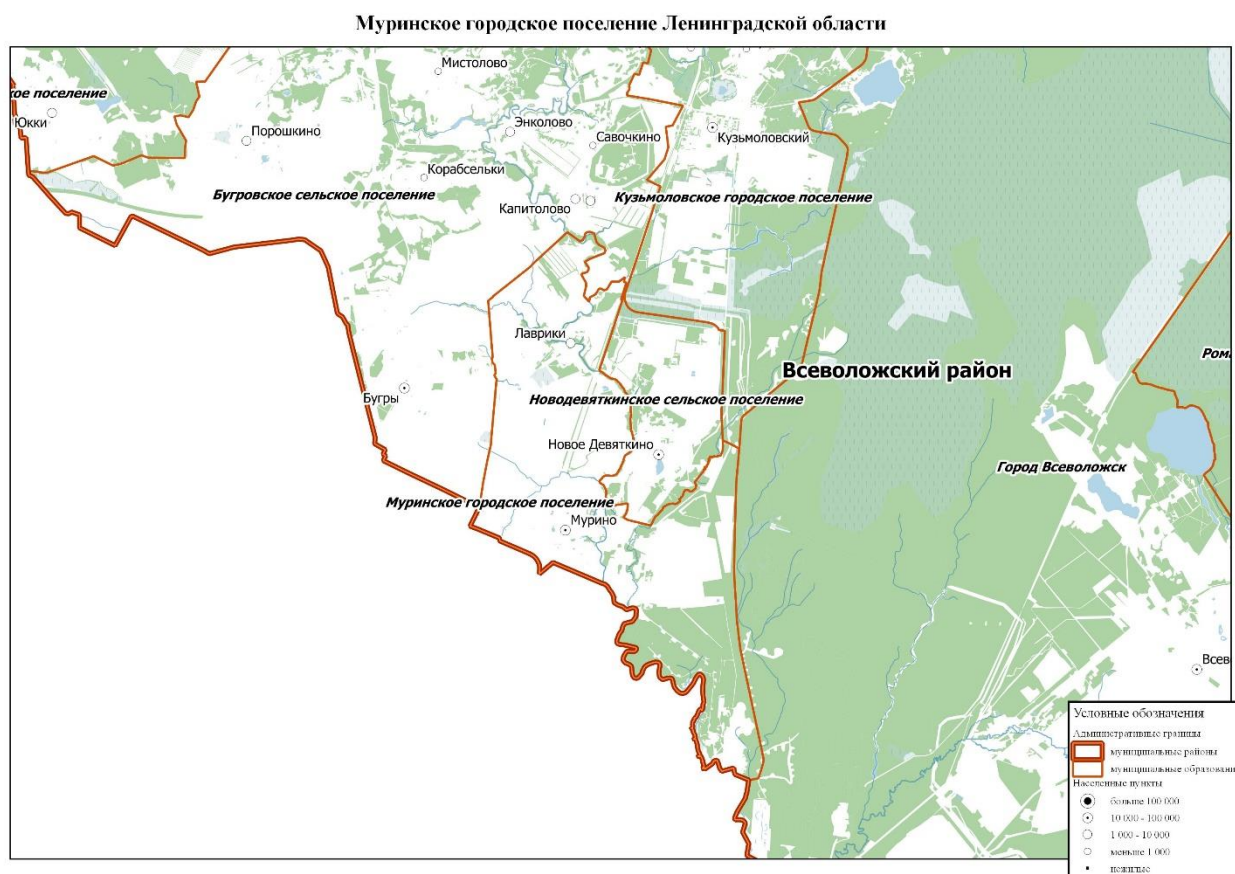 Муринское городское поселение Ленинградской области
Мистолово
кое поселение
Юкки
Порошкино
Энколово
Савочкино
Кузьмоловский
Корабсельки
Бугровское сельское поселение
Капитолово
Кузьмоловское городское поселение
Лаврики
Рома
Всеволожский район
Бугры
Новодевяткинское сельское поселение
Новое Девяткино
Город Всеволожск
Муринское городское поселение
Мурино
Всев
Условные обозначения
Административные границы
муниципальные районы
муниципальные образовани
Населенные пункты
больше 100 000
10 000 - 100 000
1 000 - 10 000
меньше 1 000
нежилые